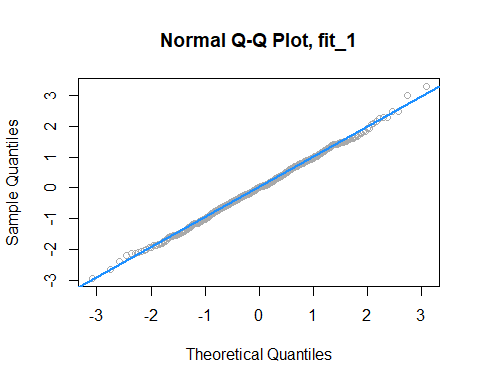 Normal Q-Q Plot, fit_1
Sample Quantiles
3
2
1
0
-1
-2
-3
-3 -2 -1 0 1 2 3
Theoretical Quantiles